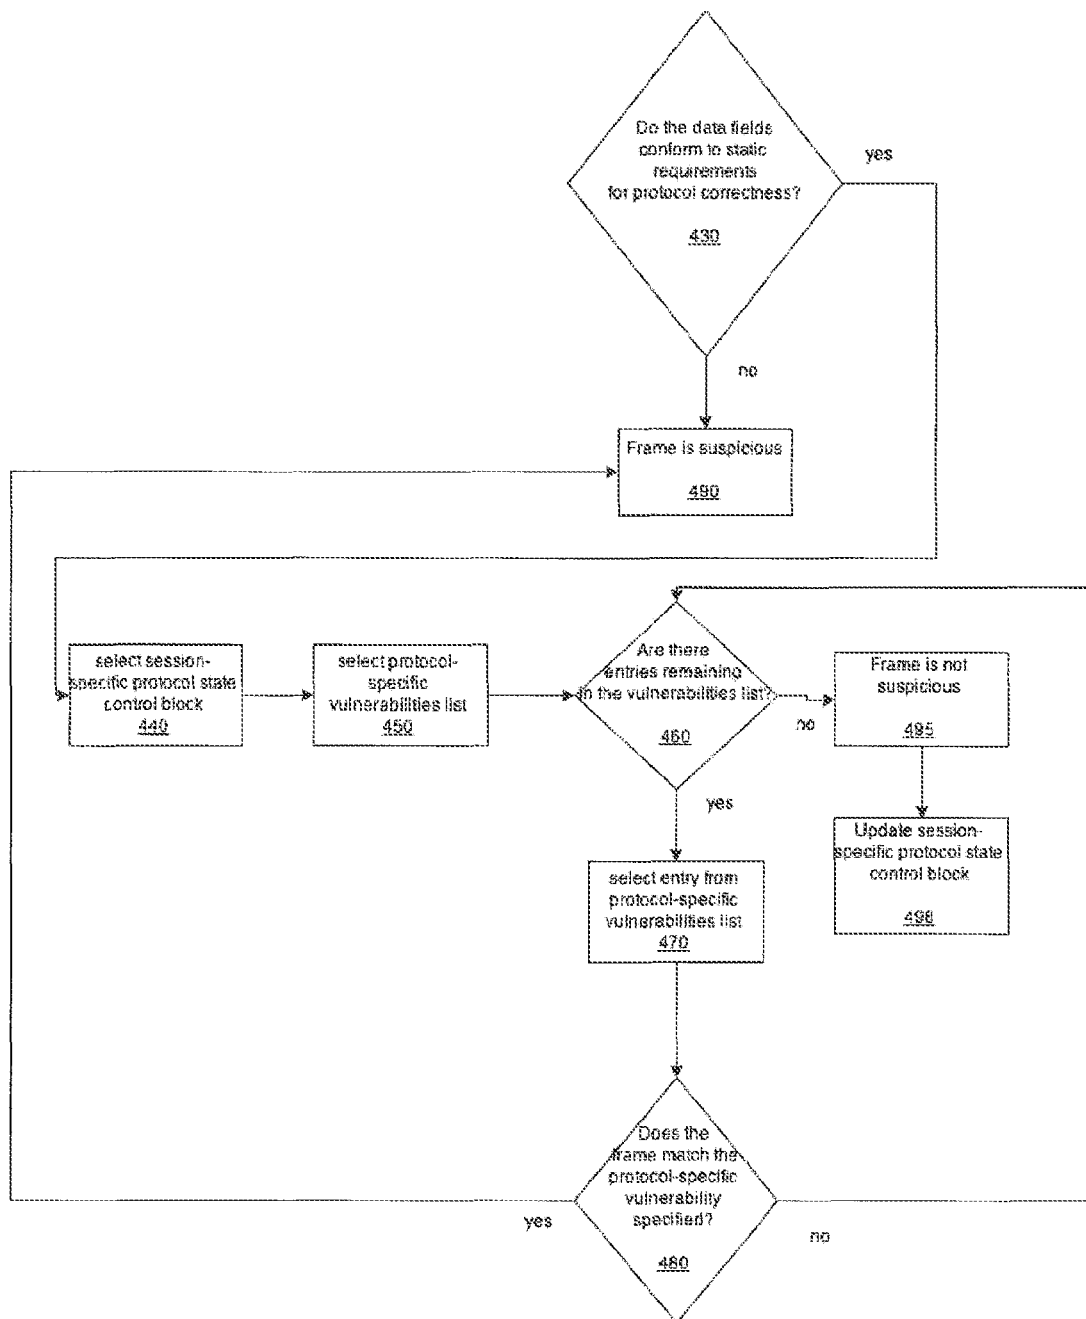 Do the data fields
conform to static
requirements
for protocol correctness?
430
yes
no
Frame is suspicious
490
select session-
specific protocol state
control block
440
select protocol-
specific
vulnerabilities list
450
Are there
entries remaining
in the vulnerabilities list?
460
no
Frame is not
suspicious
495
yes
Update session-
specific protocol state
control block
498
select entry from
protocol-specific
vulnerabilities list
470
Does the
frame match the
protocol-specific
vulnerability
specified?
480
yes
no